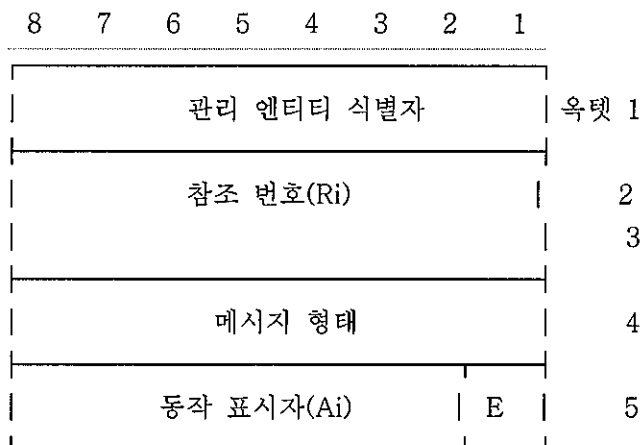 8 7 6 5 4 3 2 1
관리 엔티티 식별자 옥텟 1
참조 번호(Ri) 2
3
메시지 형태 4
동작 표시자(Ai) E 5